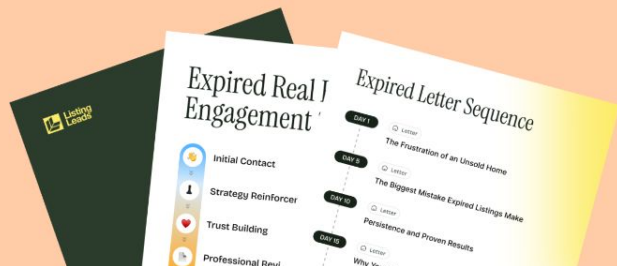 Listing
Leads
Expired Real
Engagement
Initial Contact
Strategy Reinforcer
Trust Building
Professional
Expired Letter Sequence
DAY 1
Letter
The Frustration of an Unsold Home
DAY 5
Letter
The Biggest Mistake Expired Listings Make
DAY 10
Letter
Persistence and Proven Results
DAY 15
Letter
Why